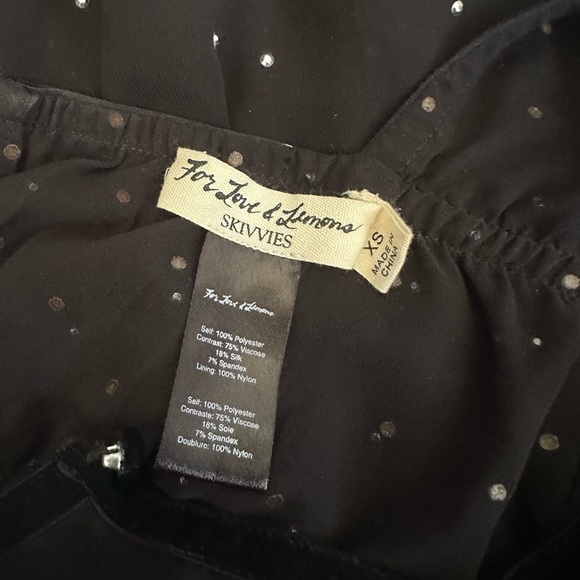 For Love & Lemons
SKIVVIES
XS
MADE IN
CHINA
For Love & Lemons
Self: 100% Polyester
Contrast: 75% Viscose
18% Silk
7% Spandex
Lining: 100% Nylon
Self: 100% Polyester
Contraste: 75% Viscose
18% Soie
7% Spandex
Doublure: 100% Nylon